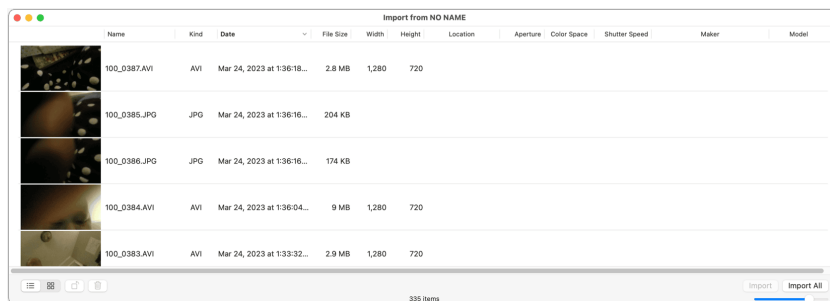 Import from NO NAME
Name Kind Date File Size Width Height Location Aperture Color Space Shutter Speed Maker Model
100_0387.AVI AVI Mar 24, 2023 at 1:36:18... 2.8 MB 1,280 720
100_0385.JPG JPG Mar 24, 2023 at 1:36:16... 204 KB
100_0386.JPG JPG Mar 24, 2023 at 1:36:16... 174 KB
100_0384.AVI AVI Mar 24, 2023 at 1:36:04... 9 MB 1,280 720
100_0383.AVI AVI Mar 24, 2023 at 1:33:32... 2.9 MB 1,280 720
Import Import All
335 items